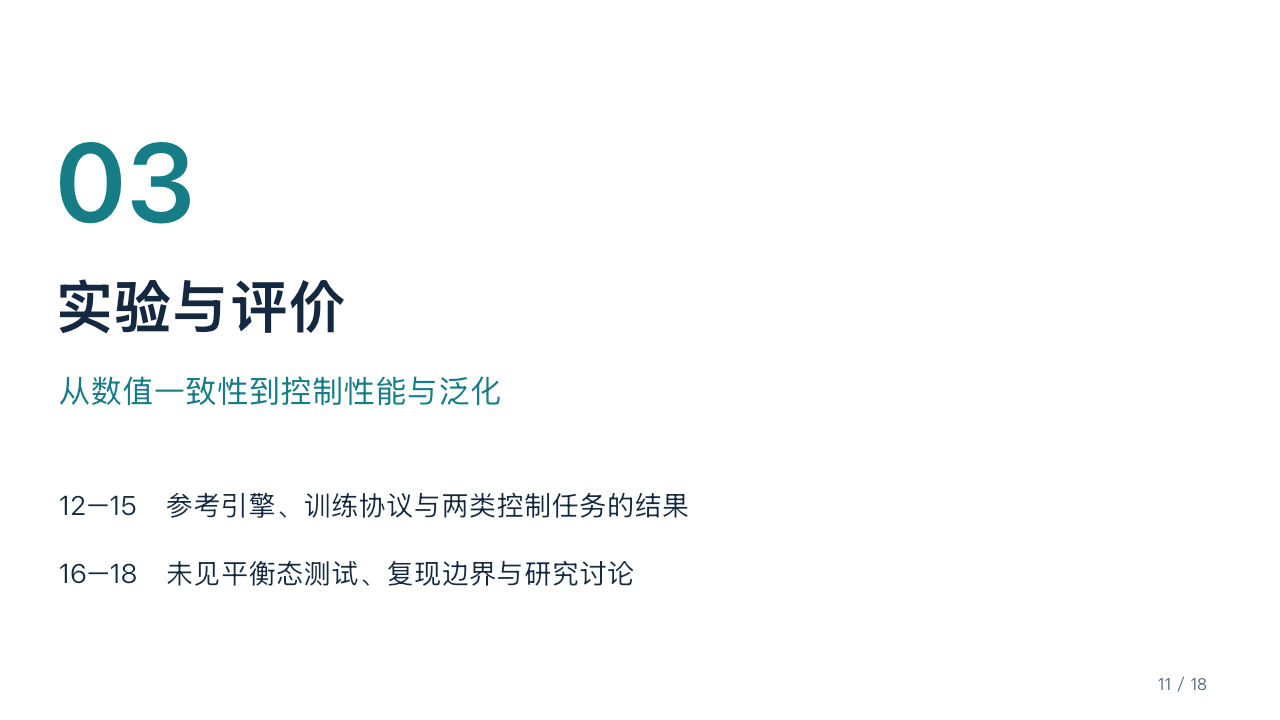 03
实验与评价
从数值一致性到控制性能与泛化
12—15 参考引擎、训练协议与两类控制任务的结果
16—18 未见平衡态测试、复现边界与研究讨论
11 / 18